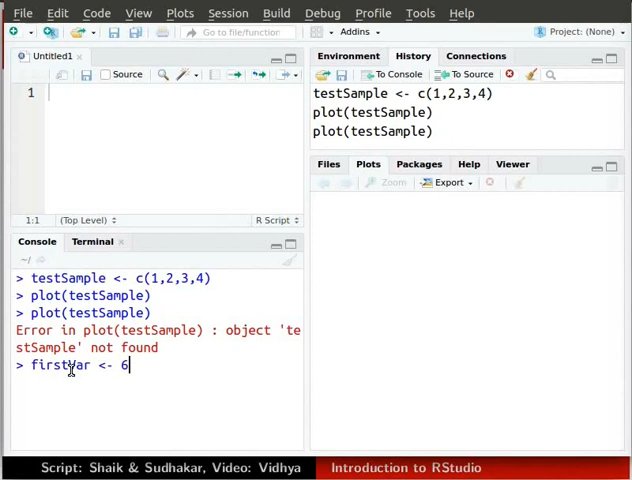 File Edit Code View Plots Session Build Debug Profile Tools Help
Go to file/function Addins Project: (None)
Untitled1
Source
1
1:1 (Top Level) R Script
Console Terminal
~/
> testSample <- c(1,2,3,4)
> plot(testSample)
> plot(testSample)
Error in plot(testSample) : object 'te
stSample' not found
> firstVar <- 6
Environment History Connections
To Console To Source
testSample <- c(1,2,3,4)
plot(testSample)
plot(testSample)
Files Plots Packages Help Viewer
Zoom Export
Script: Shaik & Sudhakar, Video: Vidhya Introduction to RStudio